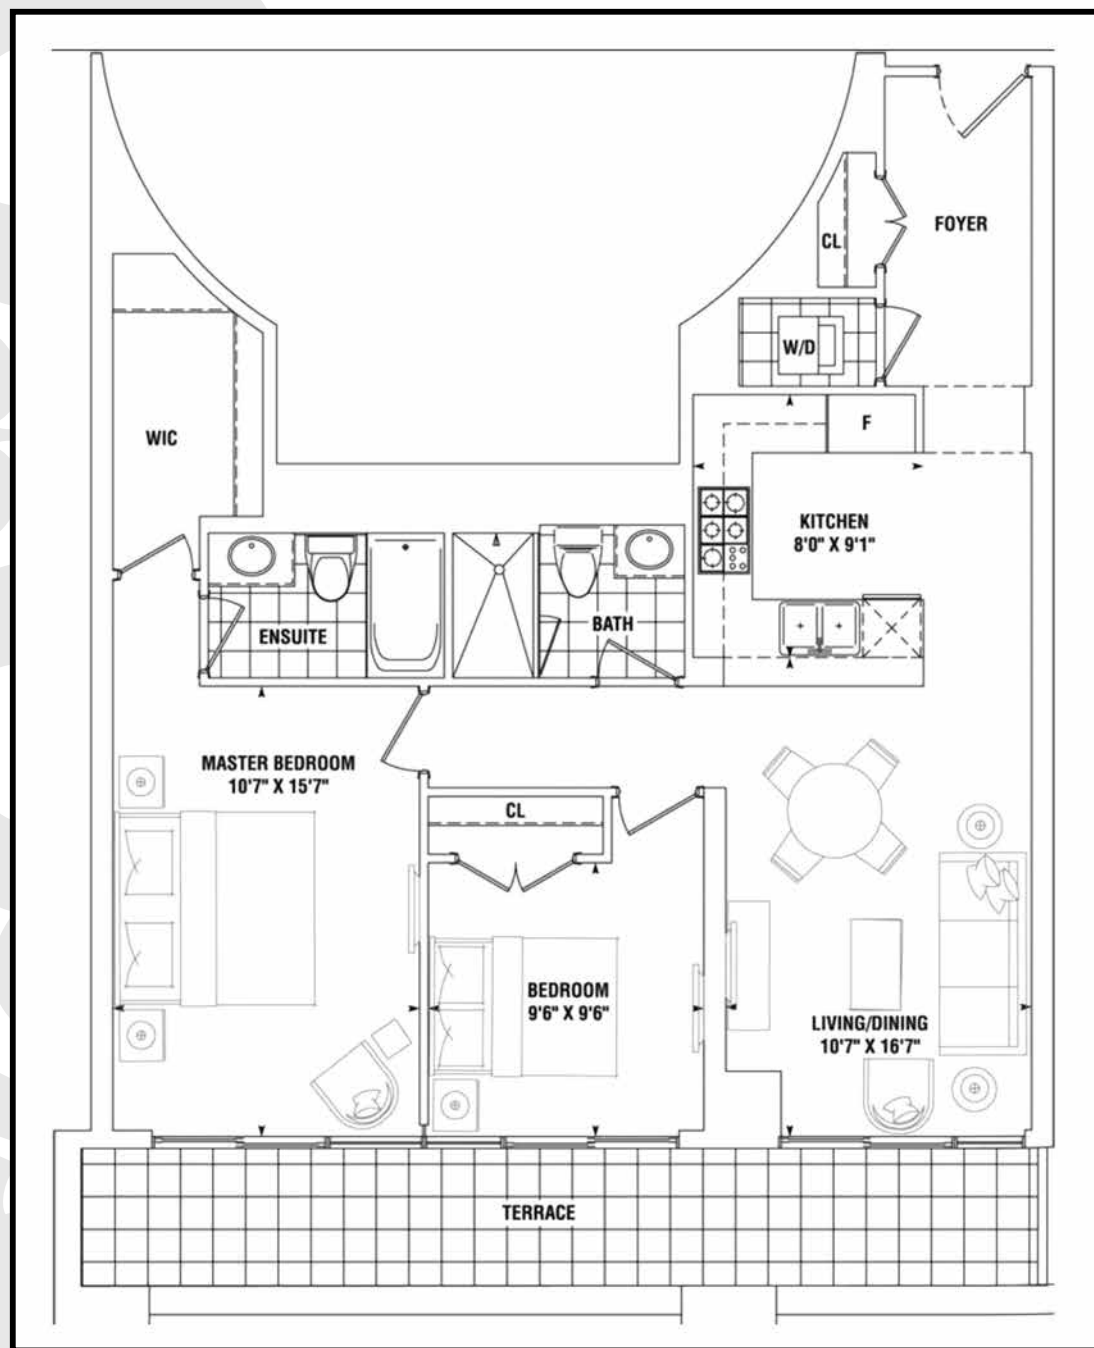 FOYER
CL
W/D
F
WIC
KITCHEN
8'0" X 9'1"
ENSUITE
BATH
MASTER BEDROOM
10'7" X 15'7"
CL
BEDROOM
9'6" X 9'6"
LIVING/DINING
10'7" X 16'7"
TERRACE